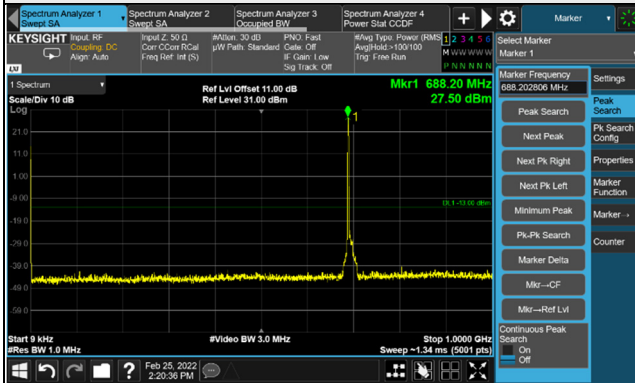 Spectrum Analyzer 1
Swept SA
Spectrum Analyzer 2
Swept SA
Spectrum Analyzer 3
Occupied BW
Spectrum Analyzer 4
Power Stat CCDF
+
Marker
KEYSIGHT
Input: RF
Coupling: DC
Align: Auto
Input Z: 50 Ω
Corr CCorr RCal
Freq Ref: Int (S)
#Atten: 30 dB
µW Path: Standard
PNO: Fast
Gate: Off
IF Gain: Low
Sig Track: Off
#Avg Type: Power (RMS)
Avg|Hold:>100/100
Trig: Free Run
1 2 3 4 5 6
M W W W W W
P N N N N N
LU
Select Marker
Marker 1
1 Spectrum
Scale/Div 10 dB
Log
Ref Lvl Offset 11.00 dB
Ref Level 31.00 dBm
Mkr1 688.20 MHz
27.50 dBm
1
21.0
11.0
1.00
-9.00
-19.0
-29.0
-39.0
-49.0
-59.0
DL1 -13.00 dBm
Start 9 kHz
#Res BW 1.0 MHz
#Video BW 3.0 MHz
Stop 1.0000 GHz
Sweep ~1.34 ms (5001 pts)
Marker Frequency
688.202806 MHz
Peak Search
Next Peak
Next Pk Right
Next Pk Left
Minimum Peak
Pk-Pk Search
Marker Delta
Mkr→CF
Mkr→Ref Lvl
Continuous Peak
Search
On
Off
Settings
Peak
Search
Pk Search
Config
Properties
Marker
Function
Marker→
Counter
?
Feb 25, 2022
2:20:36 PM